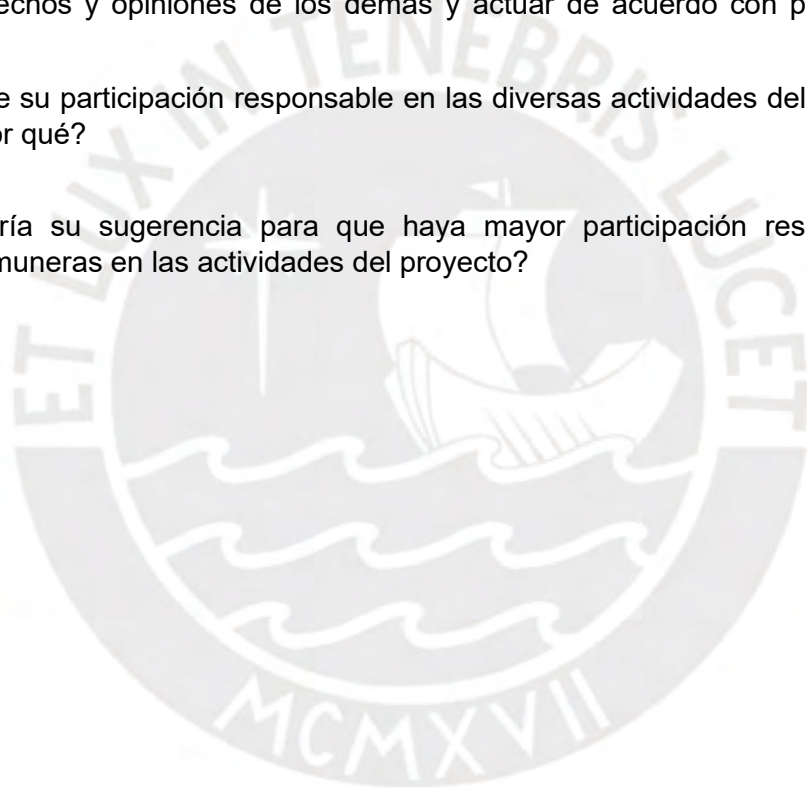 echos y opiniones de los demás y actuar de acuerdo con p
e su participación responsable en las diversas actividades del
or qué?
ría su sugerencia para que haya mayor participación res
muneras en las actividades del proyecto?
ET LUX IN TENEBRIS LUCET
MCMXVII